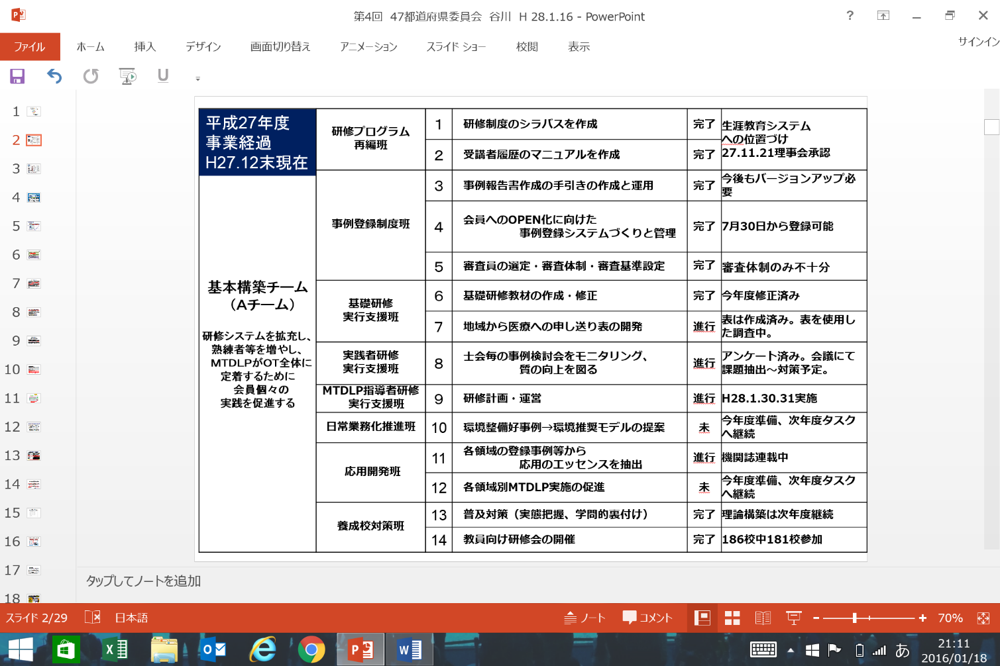 第4回 47都道府県委員会 谷川 H 28.1.16 - PowerPoint
?
ファイル ホーム 挿入 デザイン 画面切り替え アニメーション スライド ショー 校閲 表示 サインイン
U
1
2
3
4
5
6
7
8
9
10
11
12
13
14
15
16
17
18
平成27年度
事業経過
H27.12末現在
基本構築チーム
（Aチーム）
研修システムを拡充し、
熟練者等を増やし、
MTDLPがOT全体に
定着するために
会員個々の
実践を促進する
研修プログラム
再編班
1 研修制度のシラバスを作成 完了
生涯教育システム
への位置づけ
27.11.21理事会承認
2 受講者履歴のマニュアルを作成 完了
事例登録制度班
3 事例報告書作成の手引きの作成と運用 完了
今後もバージョンアップ必
要
4 会員へのOPEN化に向けた
事例登録システムづくりと管理 完了 7月30日から登録可能
5 審査員の選定・審査体制・審査基準設定 完了 審査体制のみ不十分
基礎研修
実行支援班
6 基礎研修教材の作成・修正 完了 今年度修正済み
7 地域から医療への申し送り表の開発 進行
表は作成済み。表を使用し
た調査中。
実践者研修
実行支援班
8 士会毎の事例検討会をモニタリング、
質の向上を図る 進行
アンケート済み。会議にて
課題抽出～対策予定。
MTDLP指導者研修
実行支援班
9 研修計画・運営 進行 H28.1.30.31実施
日常業務化推進班
10 環境整備好事例→環境推奨モデルの提案 未
今年度準備、次年度タスク
へ継続
応用開発班
11 各領域の登録事例等から
応用のエッセンスを抽出 進行 機関誌連載中
12 各領域別MTDLP実施の促進 未
今年度準備、次年度タスク
へ継続
養成校対策班
13 普及対策（実態把握、学問的裏付け） 完了 理論構築は次年度継続
14 教員向け研修会の開催 完了 186校中181校参加
タップしてノートを追加
スライド 2/29 日本語 ノート コメント 70%
あ 21:11
2016/01/18